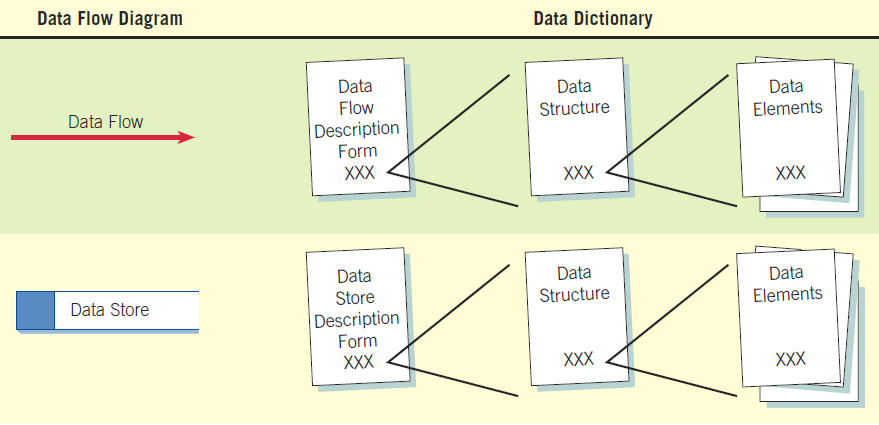 Data Flow Diagram
Data Dictionary
Data Flow
Data
Flow
Description
Form
XXX
Data
Structure
XXX
Data
Elements
XXX
Data Store
Data
Store
Description
Form
XXX
Data
Structure
XXX
Data
Elements
XXX